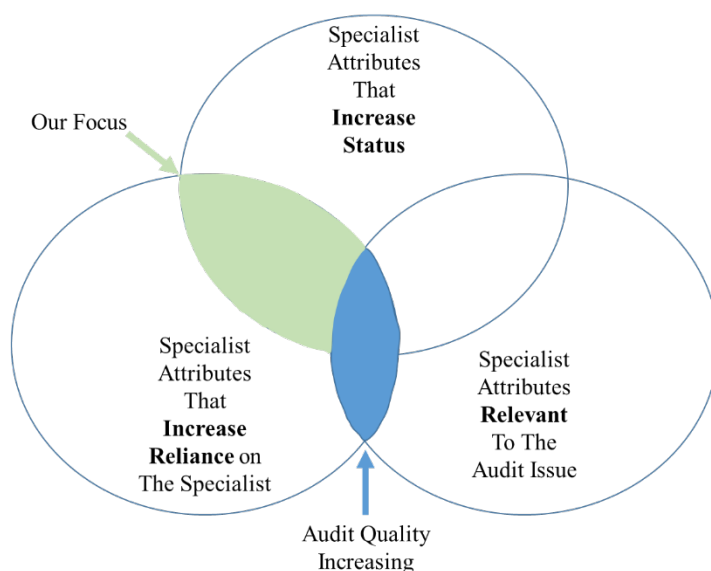 Specialist
Attributes
That
Increase
Status
Our Focus
Specialist
Attributes
That
Increase
Reliance on
The Specialist
Specialist
Attributes
Relevant
To The
Audit Issue
Audit Quality
Increasing